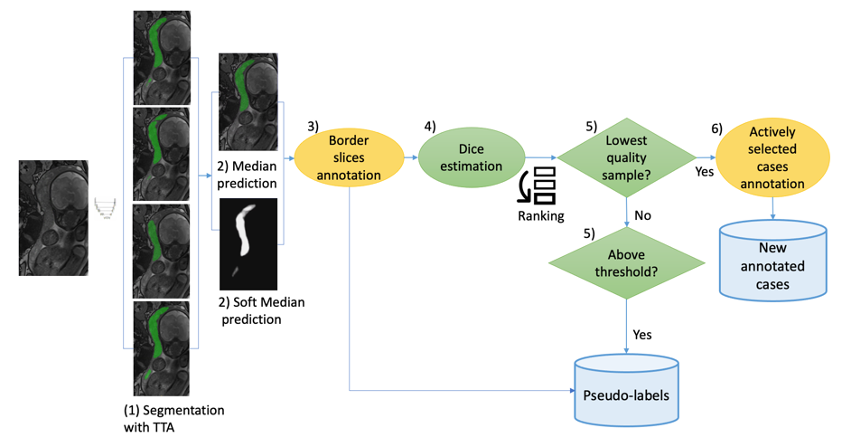 (1) Segmentation
with TTA
2) Median
prediction
2) Soft Median
prediction
3)
Border
slices
annotation
4)
Dice
estimation
Ranking
5)
Lowest
quality
sample?
Yes
No
5)
Above
threshold?
Yes
6)
Actively
selected
cases
annotation
New
annotated
cases
Pseudo-labels